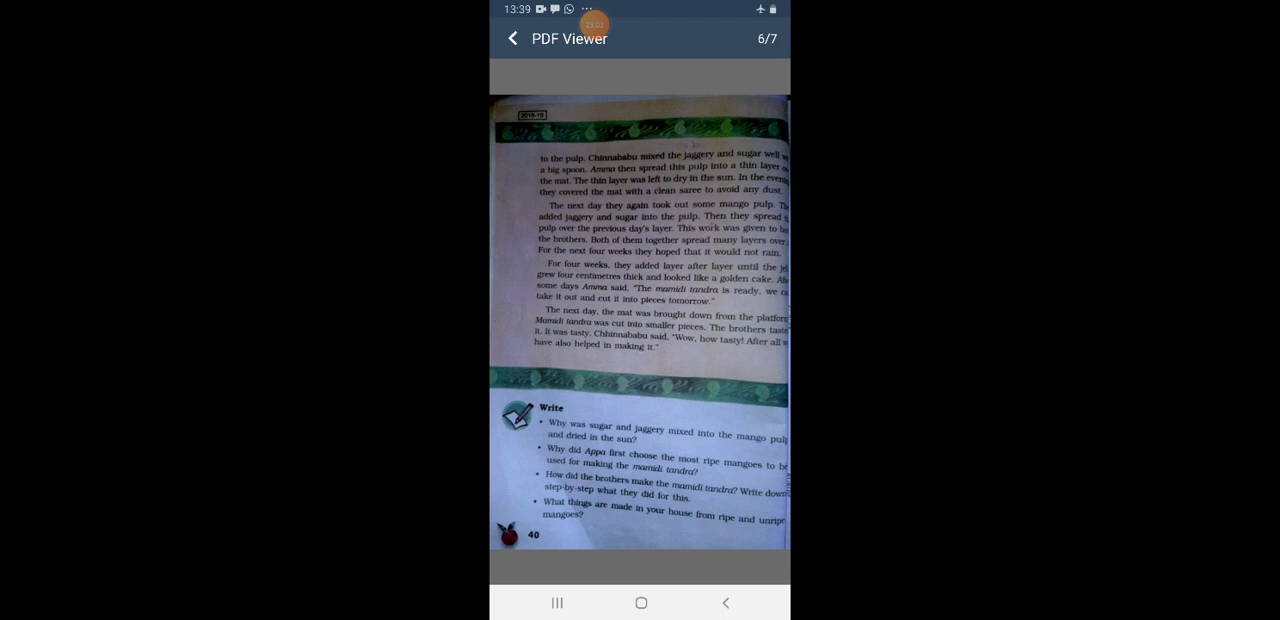 13:39
23:03
PDF Viewer
6/7
2018-19
to the pulp. Chinnababu mixed the jaggery and sugar well
a big spoon. Amma then spread this pulp into a thin layer
the mat. The thin layer was left to dry in the sun. In the
they covered the mat with a clean saree to avoid any dust.
The next day they again took out some mango pulp.
added jaggery and sugar into the pulp. Then they spread
pulp over the previous day's layer. This work was given to
the brothers. Both of them together spread many layers over
For the next four weeks they hoped that it would not rain.
For four weeks, they added layer after layer until the
grew four centimetres thick and looked like a golden cake.
some days Amma said, "The mamidi tandra is ready, we
take it out and cut it into pieces tomorrow."
The next day, the mat was brought down from the platform
Mamidi tandra was cut into smaller pieces. The brothers
it. It was tasty. Chhinnababu said, "Wow, how tasty! After all
have also helped in making it."
Write
• Why was sugar and jaggery mixed into the mango
and dried in the sun?
• Why did Appa first choose the most ripe mangoes to be
used for making the mamidi tandra?
• How did the brothers make the mamidi tandra? Write down
step-by-step what they did for this.
• What things are made in your house from ripe and unripe
mangoes?
40